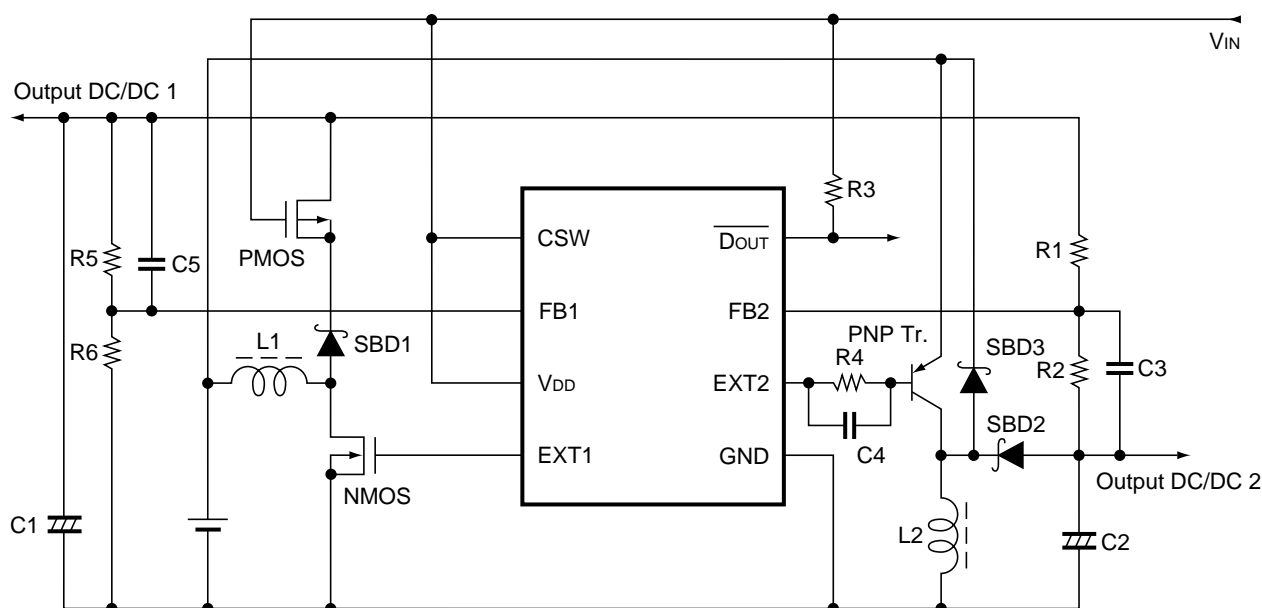 VIN
Output DC/DC 1
R3
CSW
DOUT
R1
R5
C5
PMOS
FB1
FB2
PNP Tr.
L1
SBD1
R6
R4
SBD3
R2
C3
VDD
EXT2
SBD2
C4
EXT1
GND
Output DC/DC 2
NMOS
C1
L2
C2